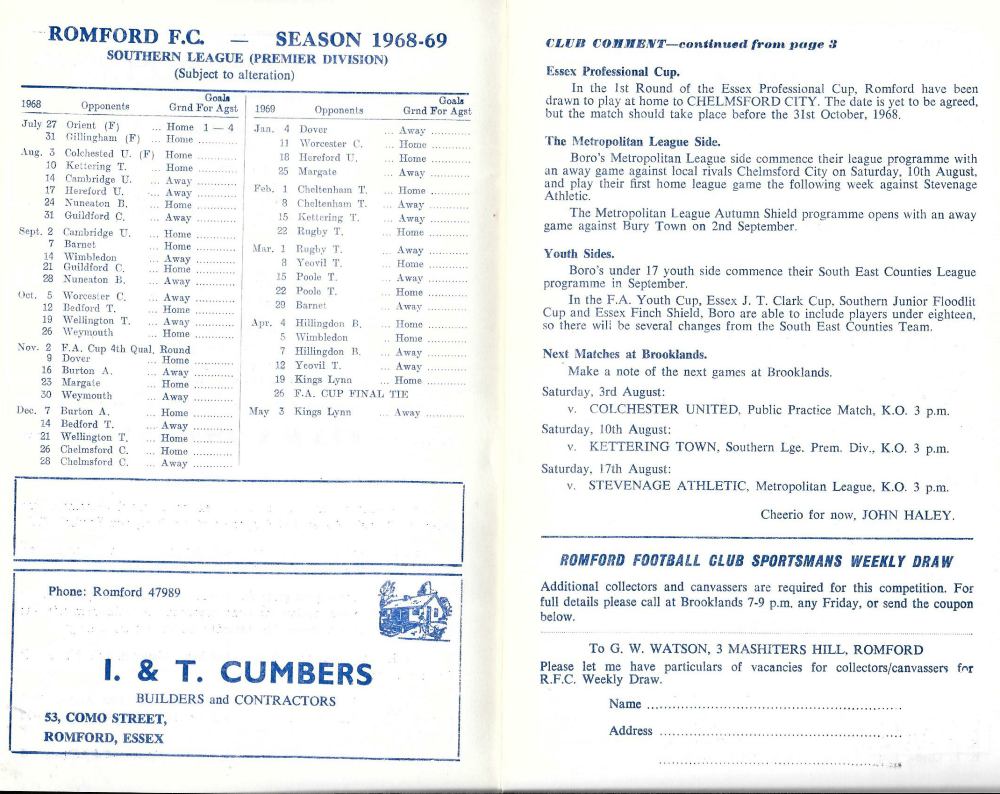 ROMFORD F.C. — SEASON 1968-69
SOUTHERN LEAGUE (PREMIER DIVISION)
(Subject to alteration)
1968 Opponents Goals Grnd For Agst
July 27 Orient (F) ... Home 1 — 4
31 Gillingham (F) ... Home ............
Aug. 3 Colchested U. (F) Home ............
10 Kettering T. ... Home ............
14 Cambridge U. ... Away ............
17 Hereford U. ... Away ............
24 Nuneaton B. ... Home ............
31 Guildford C. ... Away ............
Sept. 2 Cambridge U. ... Home ............
7 Barnet ... Home ............
14 Wimbledon ... Away ............
21 Guildford C. ... Home ............
28 Nuneaton B. ... Away ............
Oct. 5 Worcester C. ... Away ............
12 Bedford T. ... Home ............
19 Wellington T. ... Away ............
26 Weymouth ... Home ............
Nov. 2 F.A. Cup 4th Qual. Round
9 Dover ... Home ............
16 Burton A. ... Away ............
23 Margate ... Home ............
30 Weymouth ... Away ............
Dec. 7 Burton A. ... Home ............
14 Bedford T. ... Away ............
21 Wellington T. ... Home ............
26 Chelmsford C. ... Home ............
28 Chelmsford C. ... Away ............
1969 Opponents Goals Grnd For Agst
Jan. 4 Dover ... Away ............
11 Worcester C. ... Home ............
18 Hereford U. ... Home ............
25 Margate ... Away ............
Feb. 1 Cheltenham T. ... Home ............
8 Cheltenham T. ... Away ............
15 Kettering T. ... Away ............
22 Rugby T. ... Home ............
Mar. 1 Rugby T. ... Away ............
8 Yeovil T. ... Home ............
15 Poole T. ... Away ............
22 Poole T. ... Home ............
29 Barnet ... Away ............
Apr. 4 Hillingdon B. ... Home ............
5 Wimbledon .. Home ............
7 Hillingdon B. ... Away ............
12 Yeovil T. ... Away ............
19 Kings Lynn ... Home ............
26 F.A. CUP FINAL TIE
May 3 Kings Lynn ... Away ............
Phone: Romford 47989
I. & T. CUMBERS
BUILDERS and CONTRACTORS
53, COMO STREET,
ROMFORD, ESSEX
CLUB COMMENT—continued from page 3
Essex Professional Cup.
In the 1st Round of the Essex Professional Cup, Romford have been
drawn to play at home to CHELMSFORD CITY. The date is yet to be agreed,
but the match should take place before the 31st October, 1968.
The Metropolitan League Side.
Boro's Metropolitan League side commence their league programme with
an away game against local rivals Chelmsford City on Saturday, 10th August,
and play their first home league game the following week against Stevenage
Athletic.
The Metropolitan League Autumn Shield programme opens with an away
game against Bury Town on 2nd September.
Youth Sides.
Boro's under 17 youth side commence their South East Counties League
programme in September.
In the F.A. Youth Cup, Essex J. T. Clark Cup, Southern Junior Floodlit
Cup and Essex Finch Shield, Boro are able to include players under eighteen,
so there will be several changes from the South East Counties Team.
Next Matches at Brooklands.
Make a note of the next games at Brooklands.
Saturday, 3rd August:
v. COLCHESTER UNITED, Public Practice Match, K.O. 3 p.m.
Saturday, 10th August:
v. KETTERING TOWN, Southern Lge. Prem. Div., K.O. 3 p.m.
Saturday, 17th August:
v. STEVENAGE ATHLETIC, Metropolitan League, K.O. 3 p.m.
Cheerio for now, JOHN HALEY.
ROMFORD FOOTBALL CLUB SPORTSMANS WEEKLY DRAW
Additional collectors and canvassers are required for this competition. For
full details please call at Brooklands 7-9 p.m. any Friday, or send the coupon
below.
To G. W. WATSON, 3 MASHITERS HILL, ROMFORD
Please let me have particulars of vacancies for collectors/canvassers for
R.F.C. Weekly Draw.
Name ............................................................
Address ............................................................